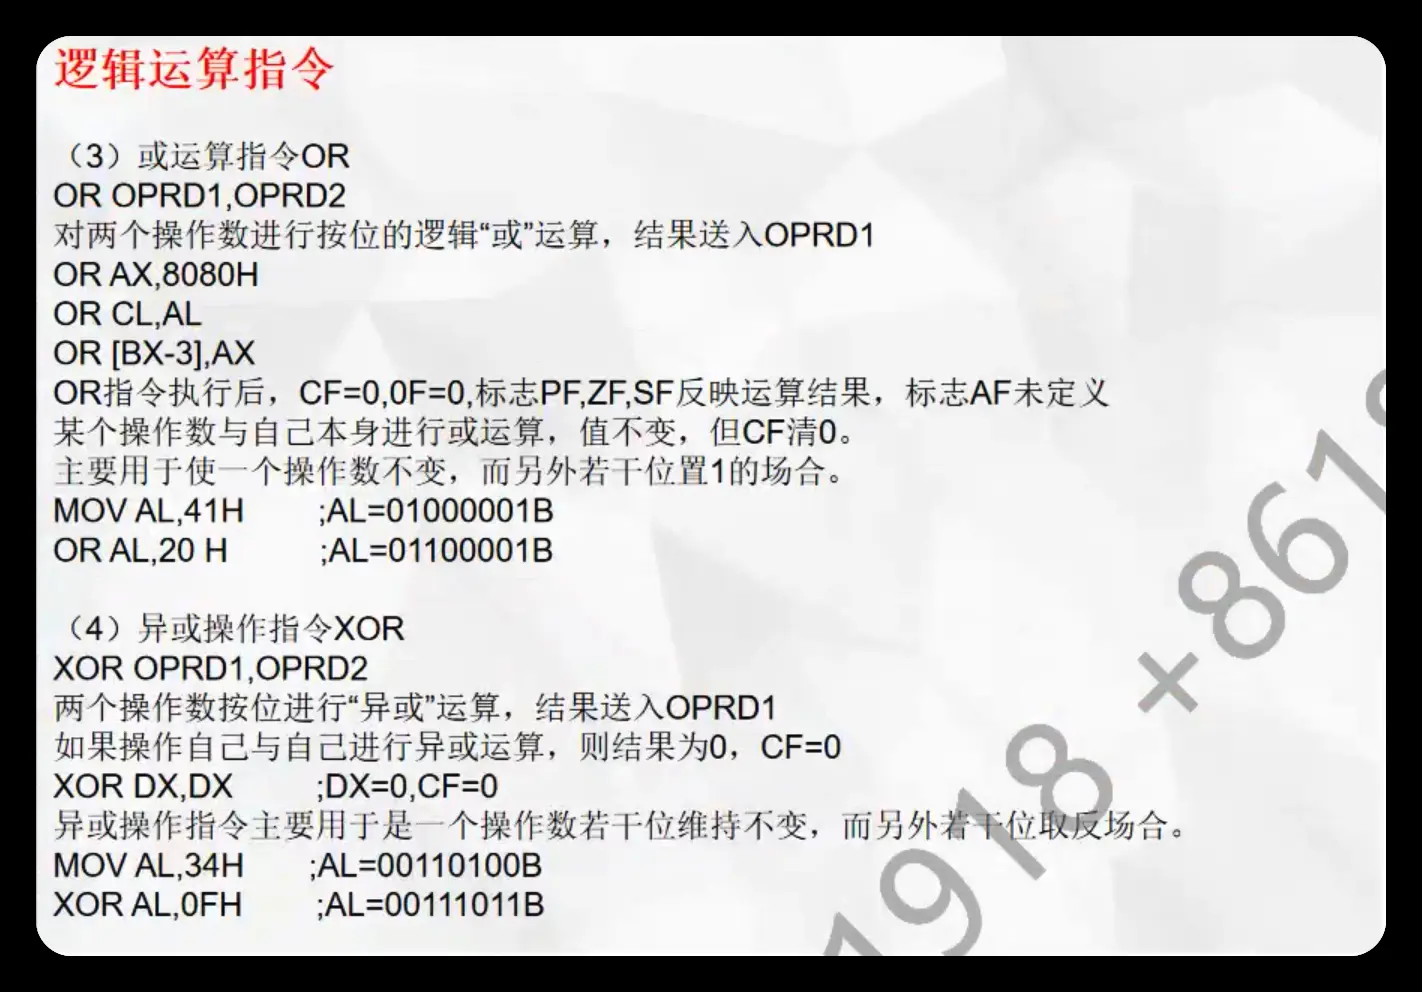 逻辑运算指令
（3）或运算指令OR
OR OPRD1,OPRD2
对两个操作数进行按位的逻辑“或”运算，结果送入OPRD1
OR AX,8080H
OR CL,AL
OR [BX-3],AX
OR指令执行后，CF=0,0F=0,标志PF,ZF,SF反映运算结果，标志AF未定义
某个操作数与自己本身进行或运算，值不变，但CF清0。
主要用于使一个操作数不变，而另外若干位置1的场合。
MOV AL,41H ;AL=01000001B
OR AL,20 H ;AL=01100001B
（4）异或操作指令XOR
XOR OPRD1,OPRD2
两个操作数按位进行“异或”运算，结果送入OPRD1
如果操作自己与自己进行异或运算，则结果为0，CF=0
XOR DX,DX ;DX=0,CF=0
异或操作指令主要用于是一个操作数若干位维持不变，而另外若干位取反场合。
MOV AL,34H ;AL=00110100B
XOR AL,0FH ;AL=00111011B
1918 +861